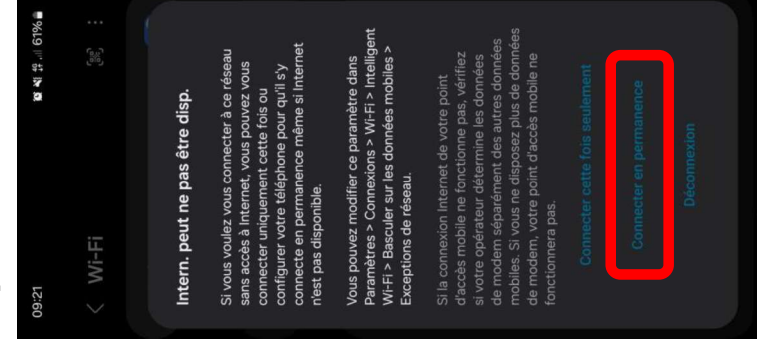 09:21
61%
Wi-Fi
Intern. peut ne pas être disp.
Si vous voulez vous connecter à ce réseau
sans accès à Internet, vous pouvez vous
connecter uniquement cette fois ou
configurer votre téléphone pour qu'il s'y
connecte en permanence même si Internet
n'est pas disponible.
Vous pouvez modifier ce paramètre dans
Paramètres > Connexions > Wi-Fi > Intelligent
Wi-Fi > Basculer sur les données mobiles >
Exceptions de réseau.
Si la connexion Internet de votre point
d'accès mobile ne fonctionne pas, vérifiez
si votre opérateur détermine les données
de modem séparément des autres données
mobiles. Si vous ne disposez plus de données
de modem, votre point d'accès mobile ne
fonctionnera pas.
Connecter cette fois seulement
Connecter en permanence
Déconnexion